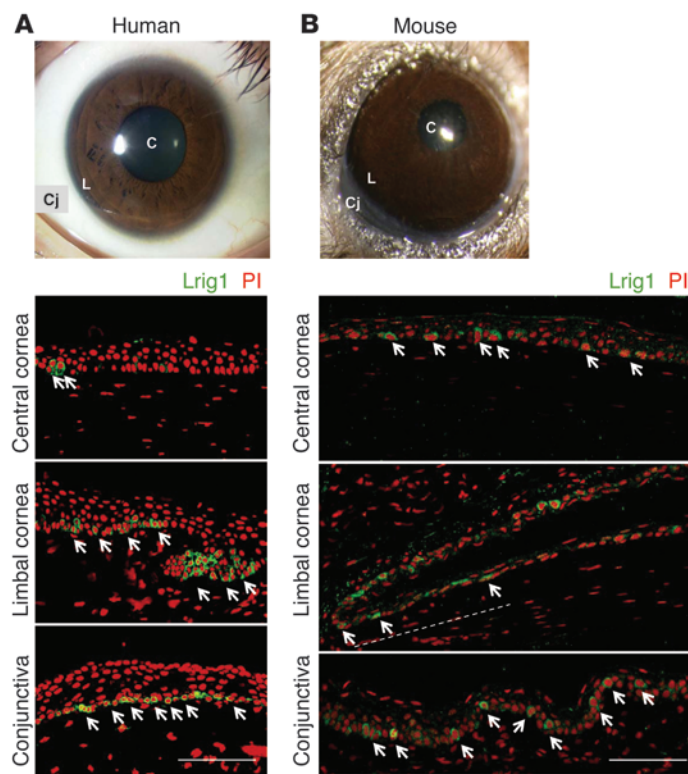 A Human
B Mouse
C
L
Cj
C
L
Cj
Lrig1 PI
Central cornea
Limbal cornea
Conjunctiva
Lrig1 PI
Central cornea
Limbal cornea
Conjunctiva